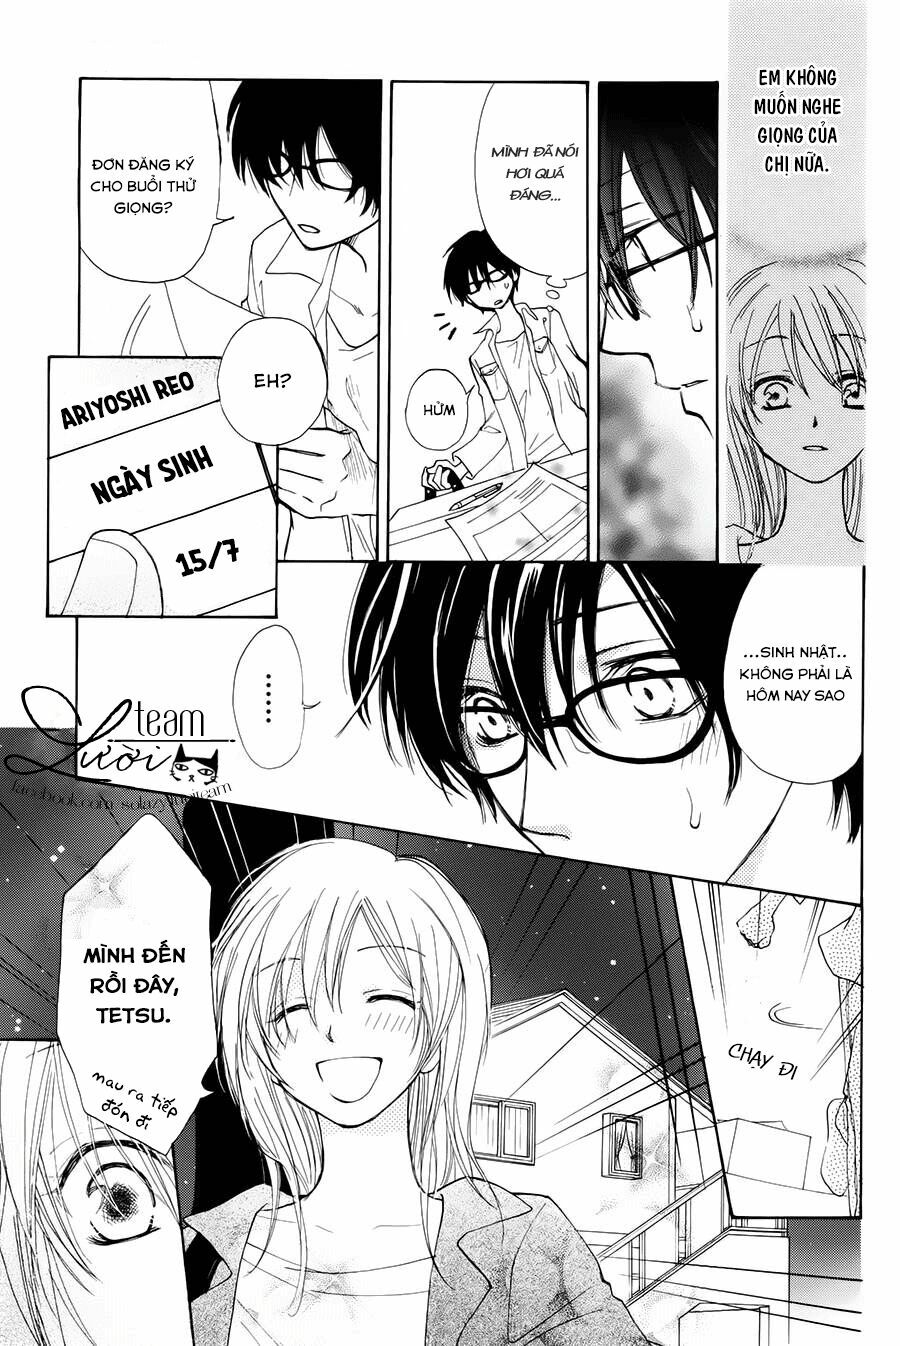 EM KHÔNG
MUỐN NGHE
GIỌNG CỦA
CHỊ NỮA.
MÌNH ĐÃ NÓI
HƠI QUÁ
ĐÁNG...
HỬM
ĐƠN ĐĂNG KÝ
CHO BUỔI THỬ
GIỌNG?
EH?
ARIYOSHI REO
NGÀY SINH
15/7
...SINH NHẬT..
KHÔNG PHẢI LÀ
HÔM NAY SAO
......
team
Lười
CHẠY ĐI
MÌNH ĐẾN
RỒI ĐÂY,
TETSU.
mau ra tiếp
đón đi